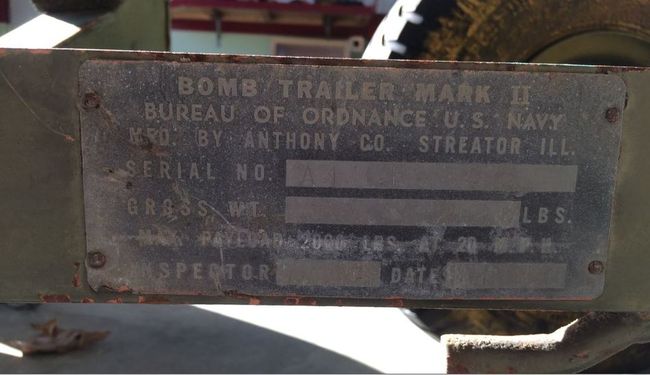 BOMB TRAILER MARK II
BUREAU OF ORDNANCE U.S. NAVY
MFD. BY ANTHONY CO. STREATOR ILL.
SERIAL NO.
GROSS WT. LBS.
MAX PAYLOAD 2000 LBS. AT 20 M.P.H.
INSPECTOR DATE